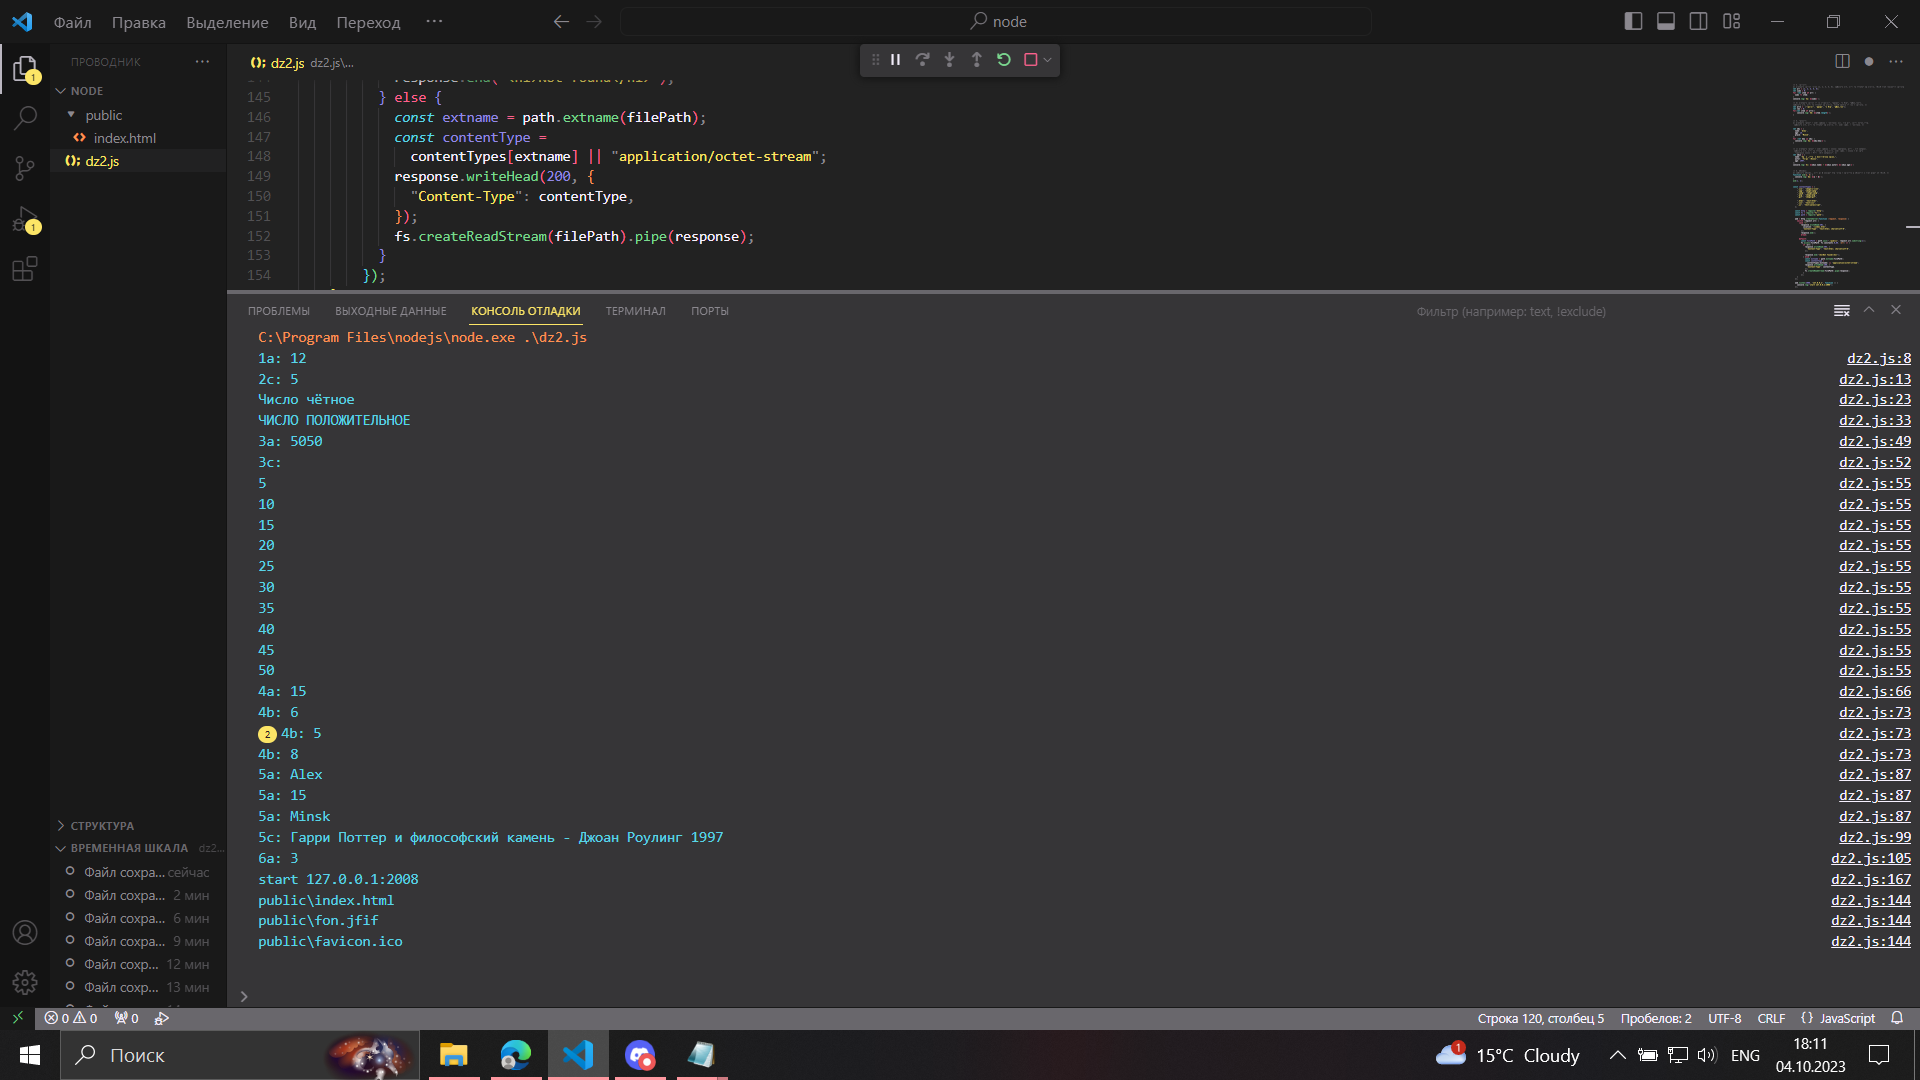 Файл Правка Выделение Вид Переход ··· node
ПРОВОДНИК ···
NODE
public
index.html
dz2.js
1
1
dz2.js dz2.js\...
145 } else {
146 const extname = path.extname(filePath);
147 const contentType =
148 contentTypes[extname] || "application/octet-stream";
149 response.writeHead(200, {
150 "Content-Type": contentType,
151 });
152 fs.createReadStream(filePath).pipe(response);
153 }
154 });
ПРОБЛЕМЫ ВЫХОДНЫЕ ДАННЫЕ КОНСОЛЬ ОТЛАДКИ ТЕРМИНАЛ ПОРТЫ Фильтр (например: text, !exclude)
C:\Program Files\nodejs\node.exe .\dz2.js
1a: 12 dz2.js:8
2c: 5 dz2.js:13
Число чётное dz2.js:23
ЧИСЛО ПОЛОЖИТЕЛЬНОЕ dz2.js:33
3a: 5050 dz2.js:49
3c: dz2.js:52
5 dz2.js:55
10 dz2.js:55
15 dz2.js:55
20 dz2.js:55
25 dz2.js:55
30 dz2.js:55
35 dz2.js:55
40 dz2.js:55
45 dz2.js:55
50 dz2.js:55
4a: 15 dz2.js:66
4b: 6 dz2.js:73
2 4b: 5 dz2.js:73
4b: 8 dz2.js:73
5a: Alex dz2.js:87
5a: 15 dz2.js:87
5a: Minsk dz2.js:87
5c: Гарри Поттер и философский камень - Джоан Роулинг 1997 dz2.js:99
6a: 3 dz2.js:105
start 127.0.0.1:2008 dz2.js:167
public\index.html dz2.js:144
public\fon.jfif dz2.js:144
public\favicon.ico dz2.js:144
СТРУКТУРА
ВРЕМЕННАЯ ШКАЛА dz2...
Файл сохра... сейчас
Файл сохра... 2 мин
Файл сохра... 6 мин
Файл сохра... 9 мин
Файл сохр... 12 мин
Файл сохр... 13 мин
0 0 0 Строка 120, столбец 5 Пробелов: 2 UTF-8 CRLF {} JavaScript
Поиск 1 15°C Cloudy ENG
18:11
04.10.2023